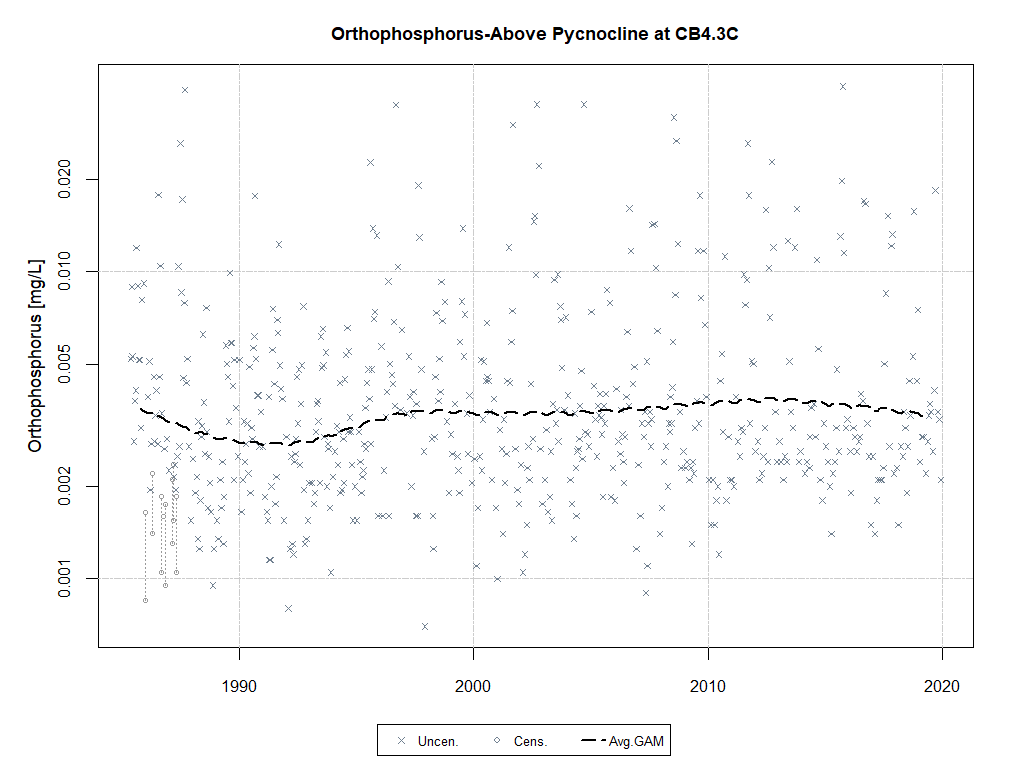 Orthophosphorus-Above Pycnocline at CB4.3C
Orthophosphorus [mg/L]
0.020
0.010
0.005
0.002
0.001
1990 2000 2010 2020
Uncen. Cens. Avg.GAM